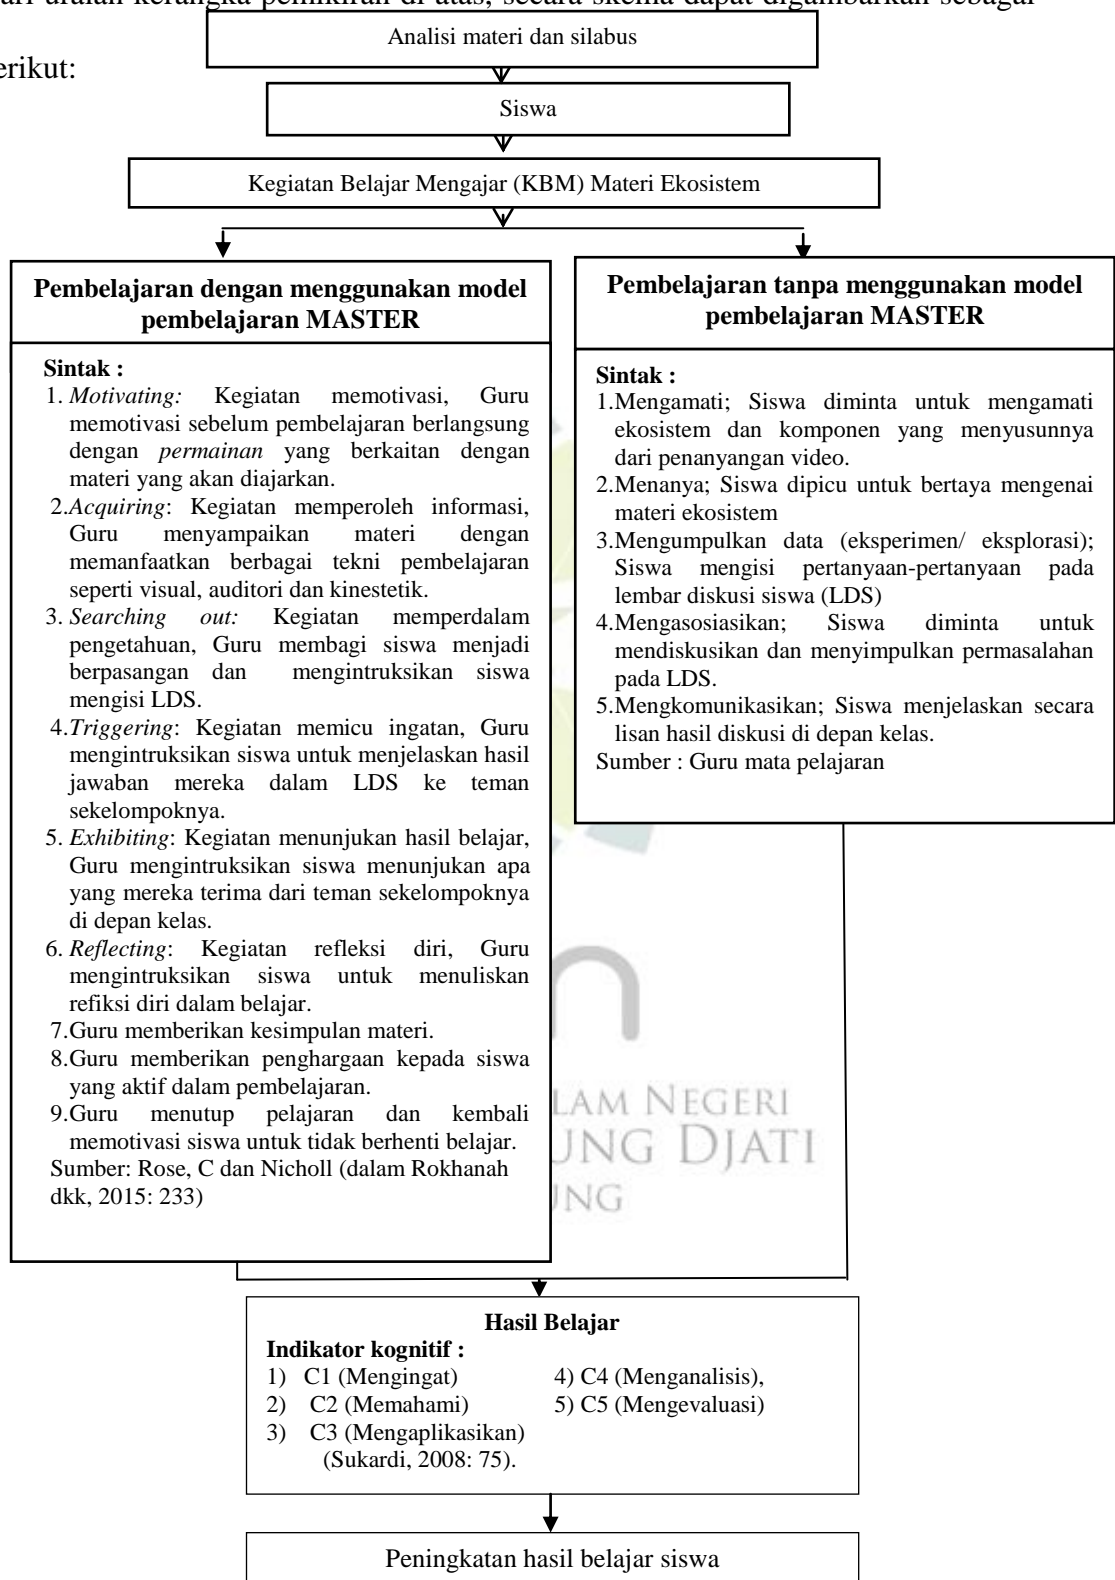 ari uraian kerangka pemikiran di atas, secara skema dapat digambarkan sebagai
erikut:
Analisi materi dan silabus
Siswa
Kegiatan Belajar Mengajar (KBM) Materi Ekosistem
Pembelajaran dengan menggunakan model
pembelajaran MASTER
Sintak :
1. Motivating: Kegiatan memotivasi, Guru
memotivasi sebelum pembelajaran berlangsung
dengan permainan yang berkaitan dengan
materi yang akan diajarkan.
2.Acquiring: Kegiatan memperoleh informasi,
Guru menyampaikan materi dengan
memanfaatkan berbagai tekni pembelajaran
seperti visual, auditori dan kinestetik.
3. Searching out: Kegiatan memperdalam
pengetahuan, Guru membagi siswa menjadi
berpasangan dan mengintruksikan siswa
mengisi LDS.
4.Triggering: Kegiatan memicu ingatan, Guru
mengintruksikan siswa untuk menjelaskan hasil
jawaban mereka dalam LDS ke teman
sekelompoknya.
5. Exhibiting: Kegiatan menunjukan hasil belajar,
Guru mengintruksikan siswa menunjukan apa
yang mereka terima dari teman sekelompoknya
di depan kelas.
6. Reflecting: Kegiatan refleksi diri, Guru
mengintruksikan siswa untuk menuliskan
refiksi diri dalam belajar.
7.Guru memberikan kesimpulan materi.
8.Guru memberikan penghargaan kepada siswa
yang aktif dalam pembelajaran.
9.Guru menutup pelajaran dan kembali
memotivasi siswa untuk tidak berhenti belajar.
Sumber: Rose, C dan Nicholl (dalam Rokhanah
dkk, 2015: 233)
Pembelajaran tanpa menggunakan model
pembelajaran MASTER
Sintak :
1.Mengamati; Siswa diminta untuk mengamati
ekosistem dan komponen yang menyusunnya
dari penanyangan video.
2.Menanya; Siswa dipicu untuk bertaya mengenai
materi ekosistem
3.Mengumpulkan data (eksperimen/ eksplorasi);
Siswa mengisi pertanyaan-pertanyaan pada
lembar diskusi siswa (LDS)
4.Mengasosiasikan; Siswa diminta untuk
mendiskusikan dan menyimpulkan permasalahan
pada LDS.
5.Mengkomunikasikan; Siswa menjelaskan secara
lisan hasil diskusi di depan kelas.
Sumber : Guru mata pelajaran
n
LAM NEGERI
UNG DJATI
NG
Hasil Belajar
Indikator kognitif :
1) C1 (Mengingat)
2) C2 (Memahami)
3) C3 (Mengaplikasikan)
4) C4 (Menganalisis),
5) C5 (Mengevaluasi)
(Sukardi, 2008: 75).
Peningkatan hasil belajar siswa